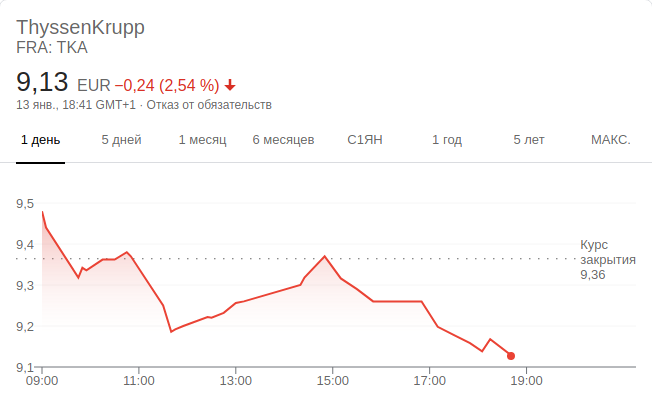 ThyssenKrupp
FRA: TKA
9,13 EUR −0,24 (2,54 %)
13 янв., 18:41 GMT+1 · Отказ от обязательств
1 день 5 дней 1 месяц 6 месяцев С1ЯН 1 год 5 лет МАКС.
9,5
9,4
9,3
9,2
9,1
Курс
закрытия
9,36
09:00 11:00 13:00 15:00 17:00 19:00